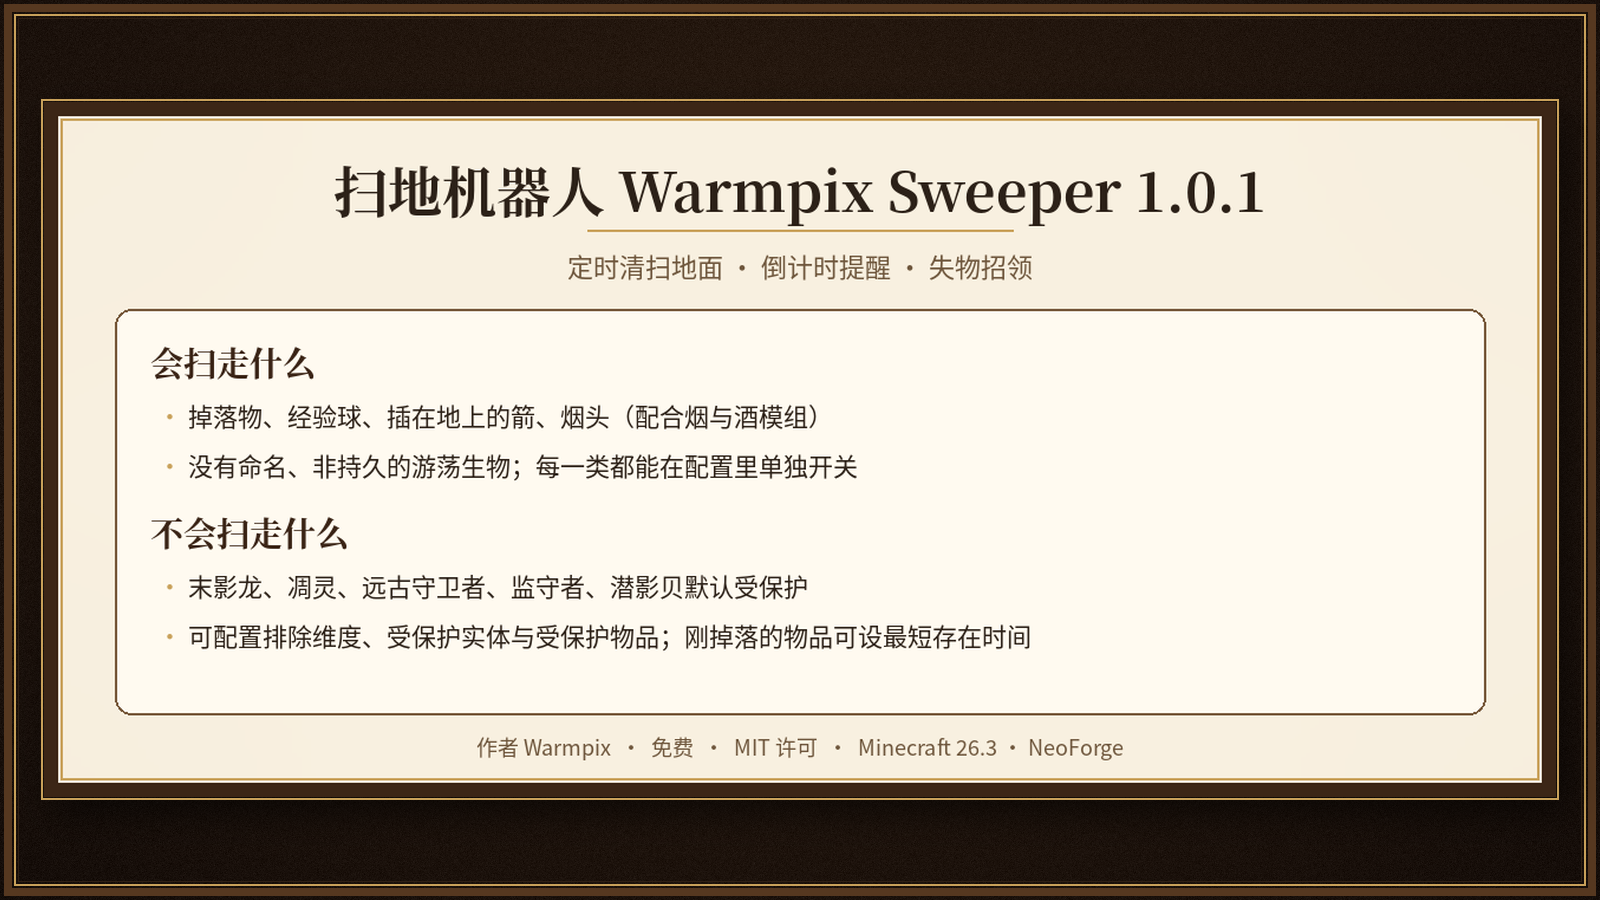 扫地机器人 Warmpix Sweeper 1.0.1
定时清扫地面 · 倒计时提醒 · 失物招领
会扫走什么
· 掉落物、经验球、插在地上的箭、烟头（配合烟与酒模组）
· 没有命名、非持久的游荡生物；每一类都能在配置里单独开关
不会扫走什么
· 末影龙、凋灵、远古守卫者、监守者、潜影贝默认受保护
· 可配置排除维度、受保护实体与受保护物品；刚掉落的物品可设最短存在时间
作者 Warmpix · 免费 · MIT 许可 · Minecraft 26.3 · NeoForge